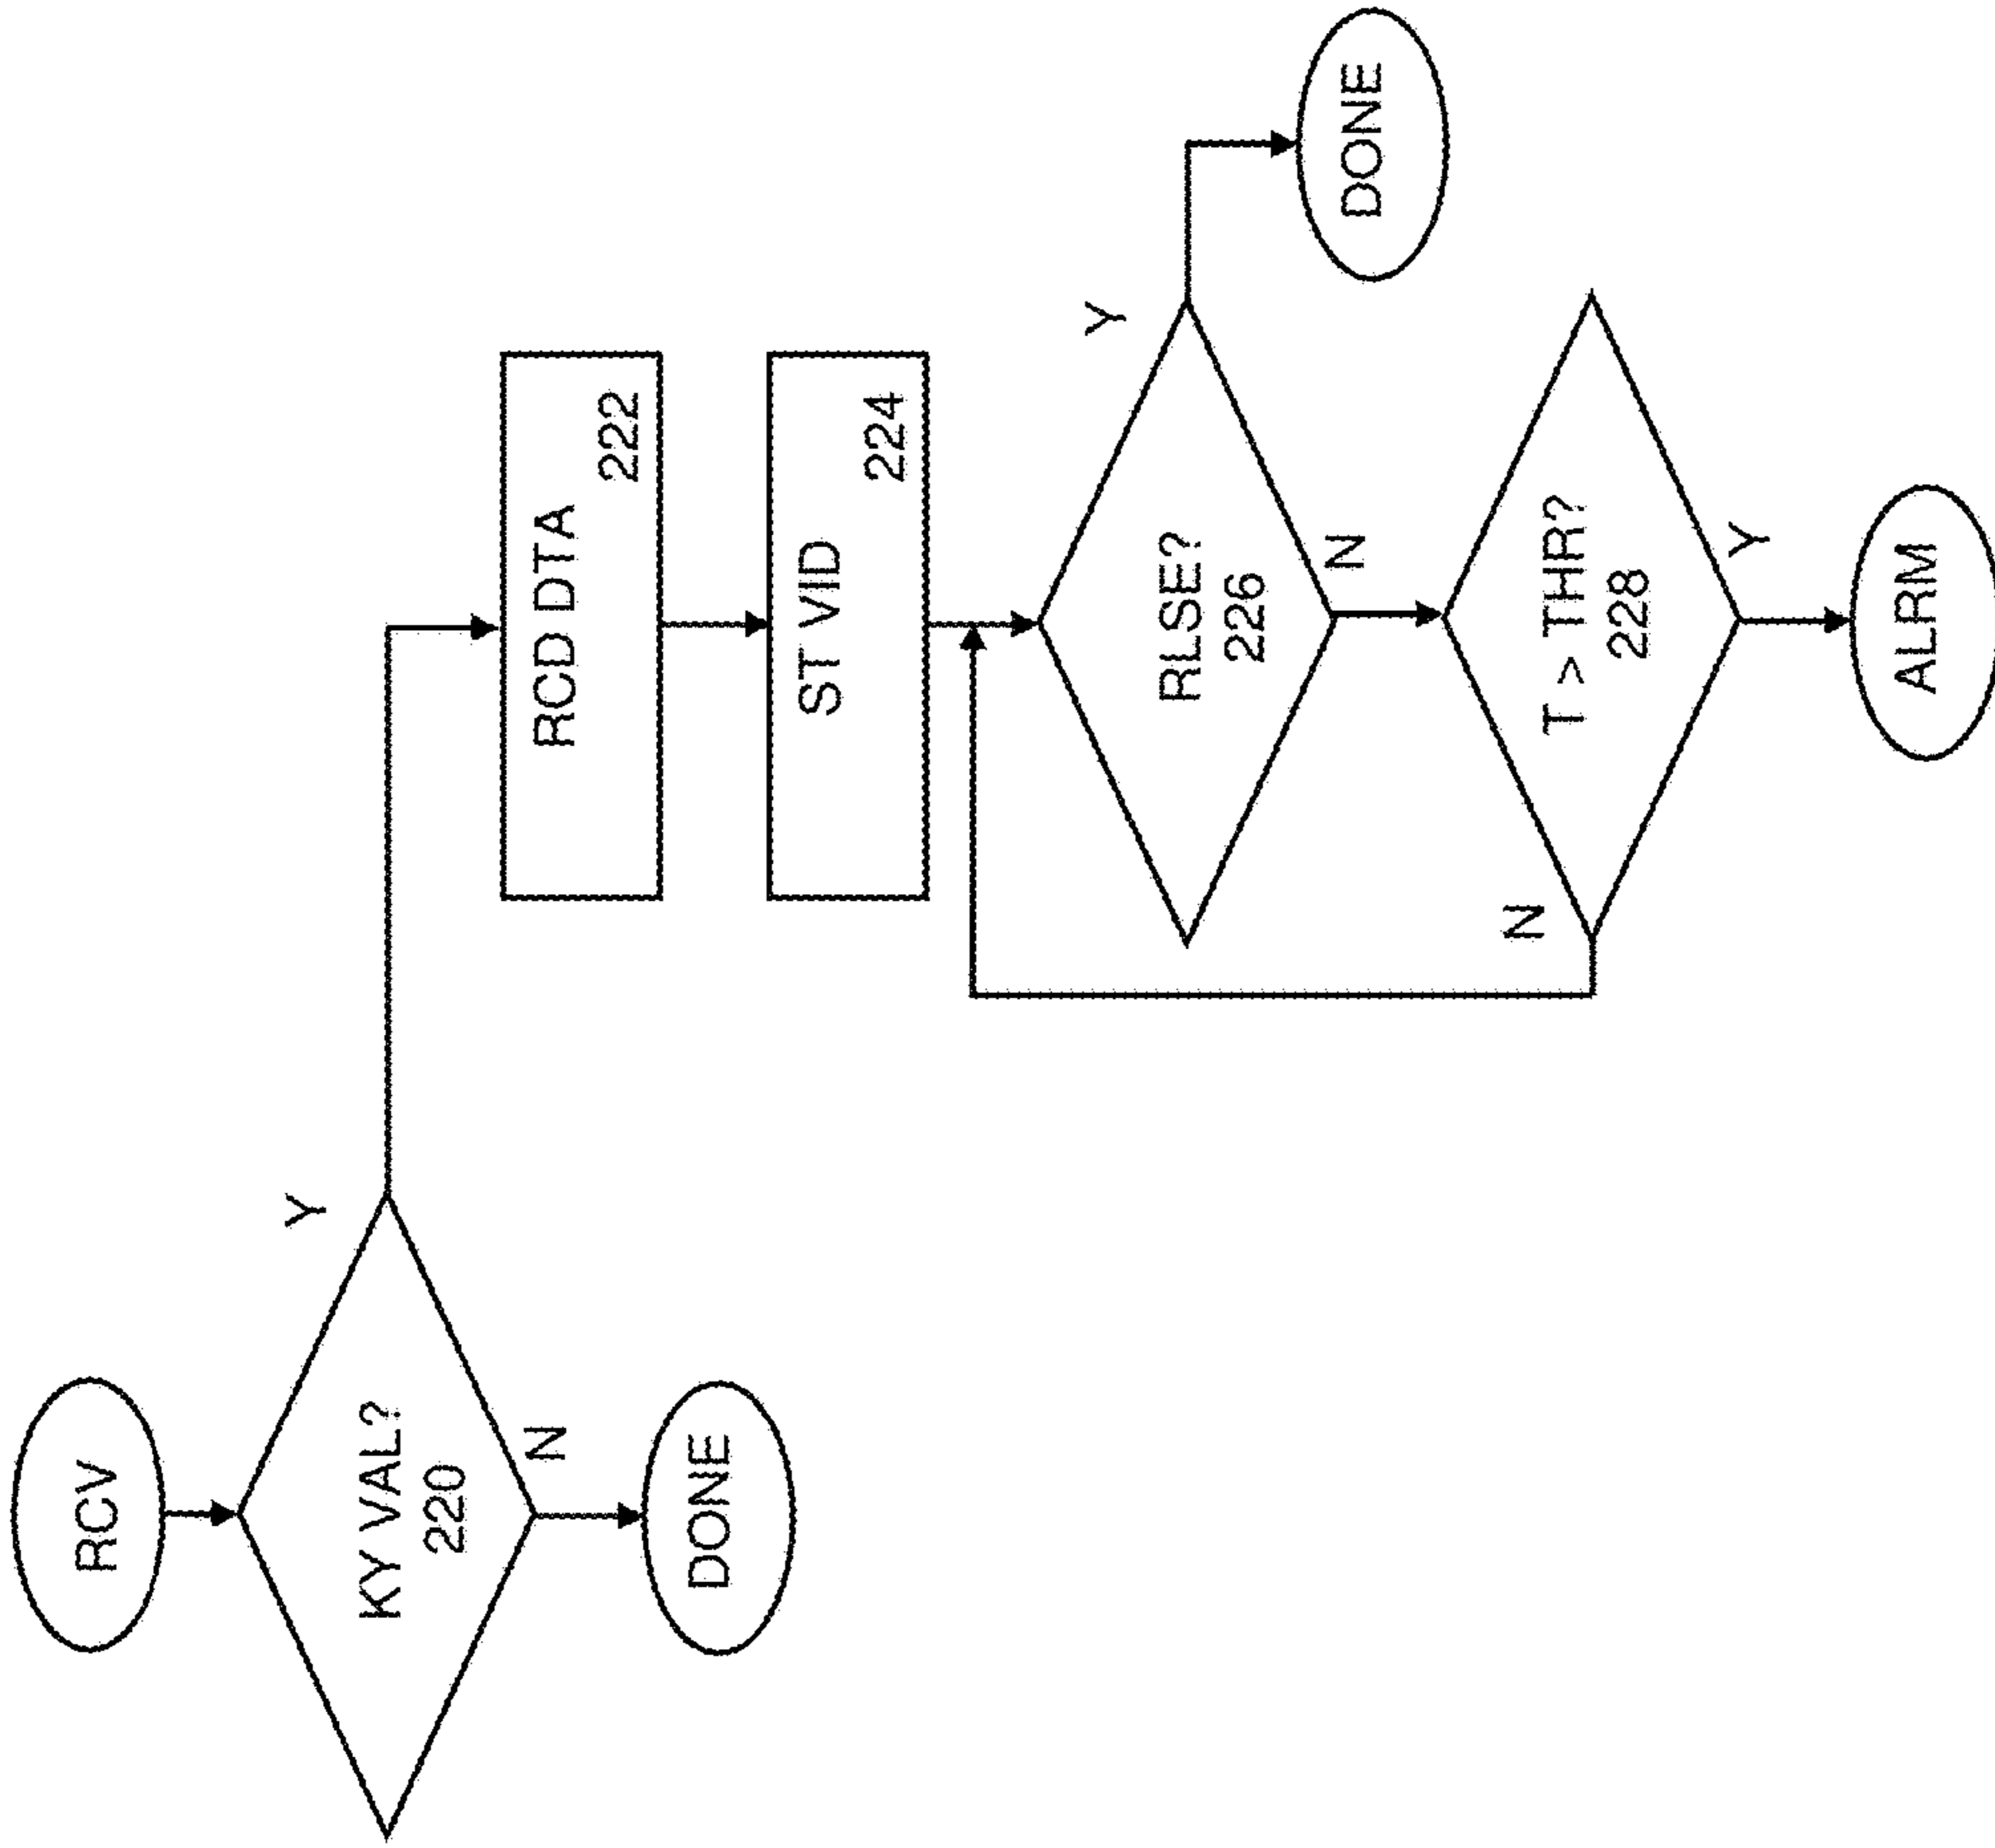 RCV
KY VAL?
220
Y
N
DONE
RCD DTA
222
ST VID
224
RLSE?
226
Y
DONE
N
T > THR?
228
N
Y
ALRM